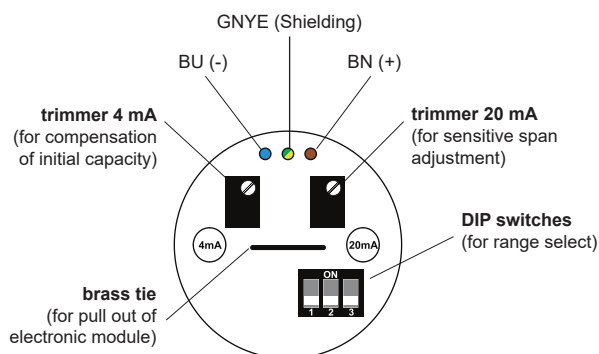 GNYE (Shielding)
BU (-)
BN (+)
trimmer 4 mA
(for compensation
of initial capacity)
trimmer 20 mA
(for sensitive span
adjustment)
4mA
20mA
DIP switches
(for range select)
ON
1 2 3
brass tie
(for pull out of
electronic module)